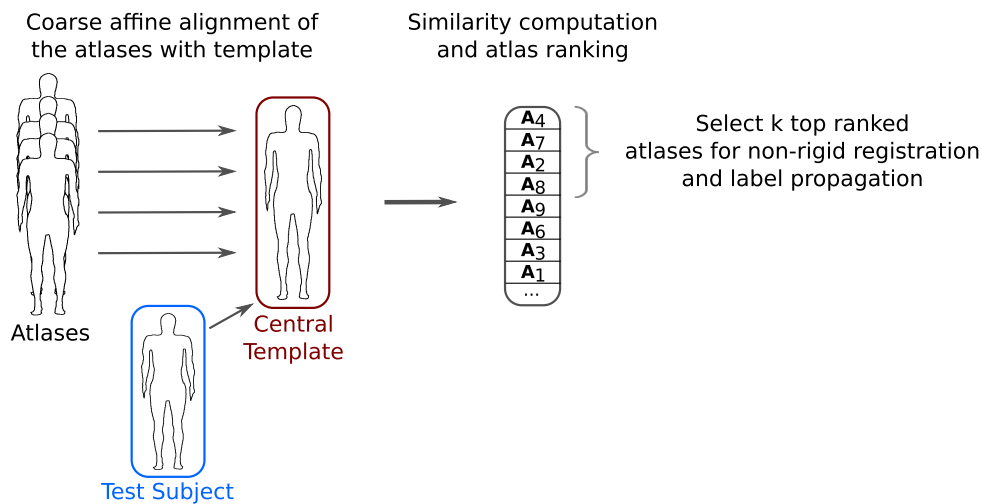 Coarse affine alignment of
the atlases with template
Similarity computation
and atlas ranking
A4
A7
A2
A8
A9
A6
A3
A1
...
Select k top ranked
atlases for non-rigid registration
and label propagation
Atlases
Central
Template
Test Subject